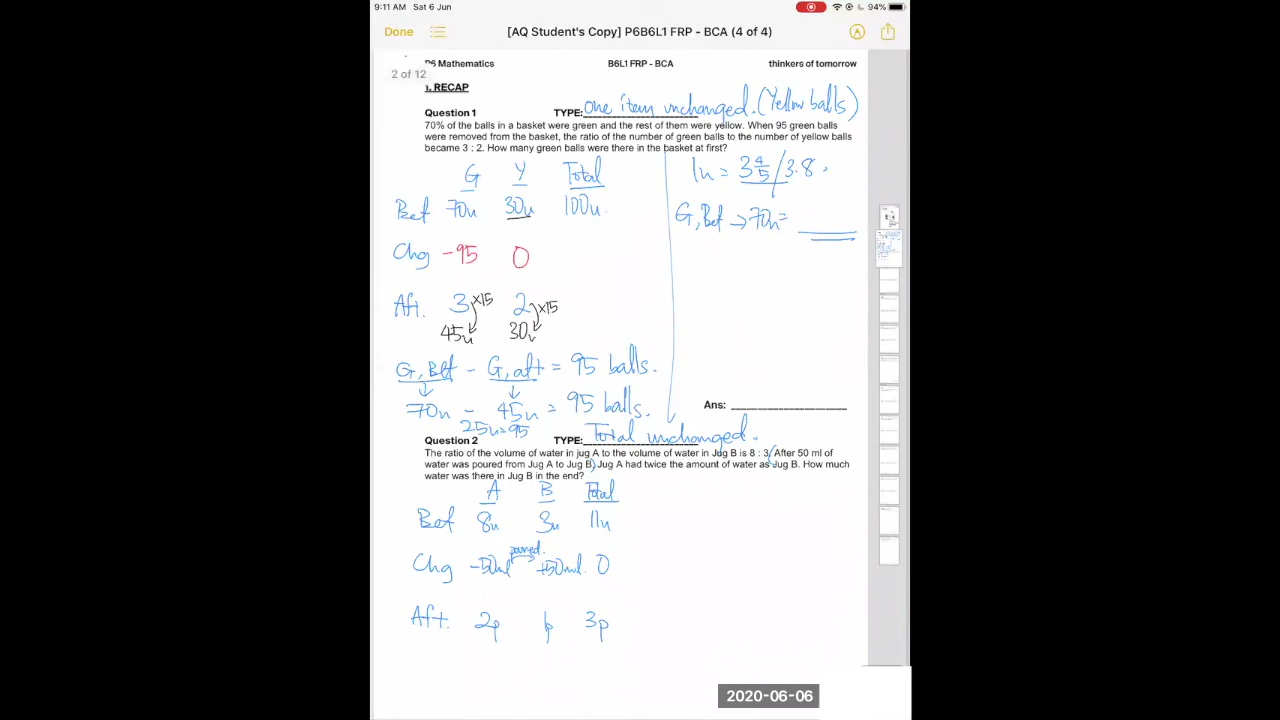 9:11 AM Sat 6 Jun 94%
Done [AQ Student's Copy] P6B6L1 FRP - BCA (4 of 4)
P6 Mathematics B6L1 FRP - BCA thinkers of tomorrow
2 of 12
1. RECAP
Question 1 TYPE: One item unchanged. (Yellow balls)
70% of the balls in a basket were green and the rest of them were yellow. When 95 green balls
were removed from the basket, the ratio of the number of green balls to the number of yellow balls
became 3 : 2. How many green balls were there in the basket at first?
G Y Total
Bef 70u 30u 100u.
Chg -95 0
Aft. 3 ×15 2 ×15
45u 30u
G, Bef - G, aft = 95 balls.
70u - 45u = 95 balls.
25u = 95
1u = 3 4/5 / 3.8.
G, Bef → 70u =
Ans:
Question 2 TYPE: Total unchanged.
The ratio of the volume of water in jug A to the volume of water in Jug B is 8 : 3. (After 50 ml of
water was poured from Jug A to Jug B,) Jug A had twice the amount of water as Jug B. How much
water was there in Jug B in the end?
A B Total
Bef 8u 3u 11u
poured.
Chg -50ml +50ml. 0
Aft. 2p 1p 3p
2020-06-06